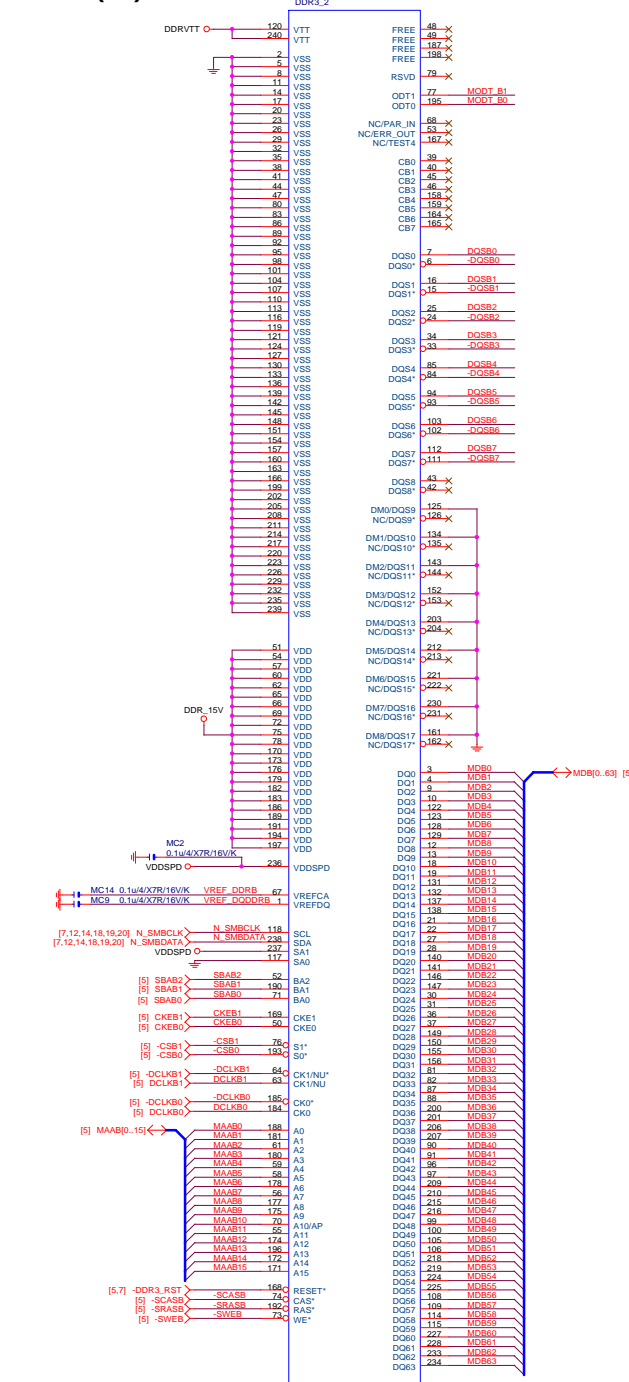 DDR3_2
DDRVTT 120 VTT
240 VTT
2 VSS
5 VSS
8 VSS
11 VSS
14 VSS
17 VSS
20 VSS
23 VSS
26 VSS
29 VSS
32 VSS
35 VSS
38 VSS
41 VSS
44 VSS
47 VSS
80 VSS
83 VSS
86 VSS
89 VSS
92 VSS
95 VSS
98 VSS
101 VSS
104 VSS
107 VSS
110 VSS
113 VSS
116 VSS
119 VSS
121 VSS
124 VSS
127 VSS
130 VSS
133 VSS
136 VSS
139 VSS
142 VSS
145 VSS
148 VSS
151 VSS
154 VSS
157 VSS
160 VSS
163 VSS
166 VSS
199 VSS
202 VSS
205 VSS
208 VSS
211 VSS
214 VSS
217 VSS
220 VSS
223 VSS
226 VSS
229 VSS
232 VSS
235 VSS
239 VSS
51 VDD
54 VDD
57 VDD
60 VDD
62 VDD
65 VDD
66 VDD
DDR_15V
69 VDD
72 VDD
75 VDD
78 VDD
170 VDD
173 VDD
176 VDD
179 VDD
182 VDD
183 VDD
186 VDD
189 VDD
191 VDD
194 VDD
197 VDD
MC2
0.1u/4/X7R/16V/K
VDDSPD 236 VDDSPD
MC14 0.1u/4/X7R/16V/K VREF_DDRB 67 VREFCA
MC9 0.1u/4/X7R/16V/K VREF_DQDDRB 1 VREFDQ
[7,12,14,18,19,20] N_SMBCLK N_SMBCLK 118 SCL
[7,12,14,18,19,20] N_SMBDATA N_SMBDATA 238 SDA
VDDSPD 237 SA1
117 SA0
[5] SBAB2 SBAB2 52 BA2
[5] SBAB1 SBAB1 190 BA1
[5] SBAB0 SBAB0 71 BA0
[5] CKEB1 CKEB1 169 CKE1
[5] CKEB0 CKEB0 50 CKE0
[5] -CSB1 -CSB1 76 S1*
[5] -CSB0 -CSB0 193 S0*
[5] -DCLKB1 -DCLKB1 64 CK1/NU*
[5] DCLKB1 DCLKB1 63 CK1/NU
[5] -DCLKB0 -DCLKB0 185 CK0*
[5] DCLKB0 DCLKB0 184 CK0
[5] MAAB[0..15] MAAB0 188 A0
MAAB1 181 A1
MAAB2 61 A2
MAAB3 180 A3
MAAB4 59 A4
MAAB5 58 A5
MAAB6 178 A6
MAAB7 56 A7
MAAB8 177 A8
MAAB9 175 A9
MAAB10 70 A10/AP
MAAB11 55 A11
MAAB12 174 A12
MAAB13 196 A13
MAAB14 172 A14
MAAB15 171 A15
[5,7] -DDR3_RST 168 RESET*
[5] -SCASB -SCASB 74 CAS*
[5] -SRASB -SRASB 192 RAS*
[5] -SWEB -SWEB 73 WE*
FREE 48
FREE 49
FREE 187
FREE 198
RSVD 79
ODT1 77 MODT_B1
ODT0 195 MODT_B0
NC/PAR_IN 68
NC/ERR_OUT 53
NC/TEST4 167
CB0 39
CB1 40
CB2 45
CB3 46
CB4 158
CB5 159
CB6 164
CB7 165
DQS0 7 DQSB0
DQS0* 6 -DQSB0
DQS1 16 DQSB1
DQS1* 15 -DQSB1
DQS2 25 DQSB2
DQS2* 24 -DQSB2
DQS3 34 DQSB3
DQS3* 33 -DQSB3
DQS4 85 DQSB4
DQS4* 84 -DQSB4
DQS5 94 DQSB5
DQS5* 93 -DQSB5
DQS6 103 DQSB6
DQS6* 102 -DQSB6
DQS7 112 DQSB7
DQS7* 111 -DQSB7
DQS8 43
DQS8* 42
DM0/DQS9 125
NC/DQS9* 126
DM1/DQS10 134
NC/DQS10* 135
DM2/DQS11 143
NC/DQS11* 144
DM3/DQS12 152
NC/DQS12* 153
DM4/DQS13 203
NC/DQS13* 204
DM5/DQS14 212
NC/DQS14* 213
DM6/DQS15 221
NC/DQS15* 222
DM7/DQS16 230
NC/DQS16* 231
DM8/DQS17 161
NC/DQS17* 162
DQ0 3 MDB0 MDB[0..63] [5
DQ1 4 MDB1
DQ2 9 MDB2
DQ3 10 MDB3
DQ4 122 MDB4
DQ5 123 MDB5
DQ6 128 MDB6
DQ7 129 MDB7
DQ8 12 MDB8
DQ9 13 MDB9
DQ10 18 MDB10
DQ11 19 MDB11
DQ12 131 MDB12
DQ13 132 MDB13
DQ14 137 MDB14
DQ15 138 MDB15
DQ16 21 MDB16
DQ17 22 MDB17
DQ18 27 MDB18
DQ19 28 MDB19
DQ20 140 MDB20
DQ21 141 MDB21
DQ22 146 MDB22
DQ23 147 MDB23
DQ24 30 MDB24
DQ25 31 MDB25
DQ26 36 MDB26
DQ27 37 MDB27
DQ28 149 MDB28
DQ29 150 MDB29
DQ30 155 MDB30
DQ31 156 MDB31
DQ32 81 MDB32
DQ33 82 MDB33
DQ34 87 MDB34
DQ35 88 MDB35
DQ36 200 MDB36
DQ37 201 MDB37
DQ38 206 MDB38
DQ39 207 MDB39
DQ40 90 MDB40
DQ41 91 MDB41
DQ42 96 MDB42
DQ43 97 MDB43
DQ44 209 MDB44
DQ45 210 MDB45
DQ46 215 MDB46
DQ47 216 MDB47
DQ48 99 MDB48
DQ49 100 MDB49
DQ50 105 MDB50
DQ51 106 MDB51
DQ52 218 MDB52
DQ53 219 MDB53
DQ54 224 MDB54
DQ55 225 MDB55
DQ56 108 MDB56
DQ57 109 MDB57
DQ58 114 MDB58
DQ59 115 MDB59
DQ60 227 MDB60
DQ61 228 MDB61
DQ62 233 MDB62
DQ63 234 MDB63